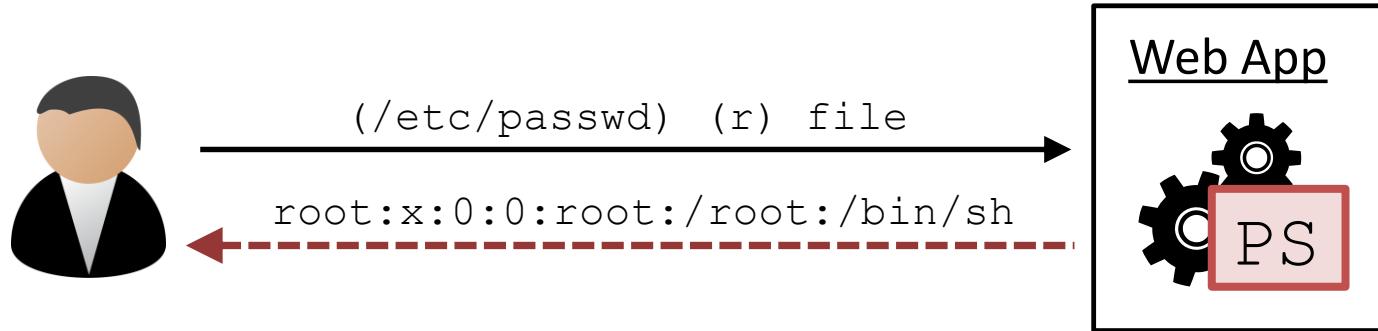 Web App
(/etc/passwd) (r) file
root:x:0:0:root:/root:/bin/sh
PS